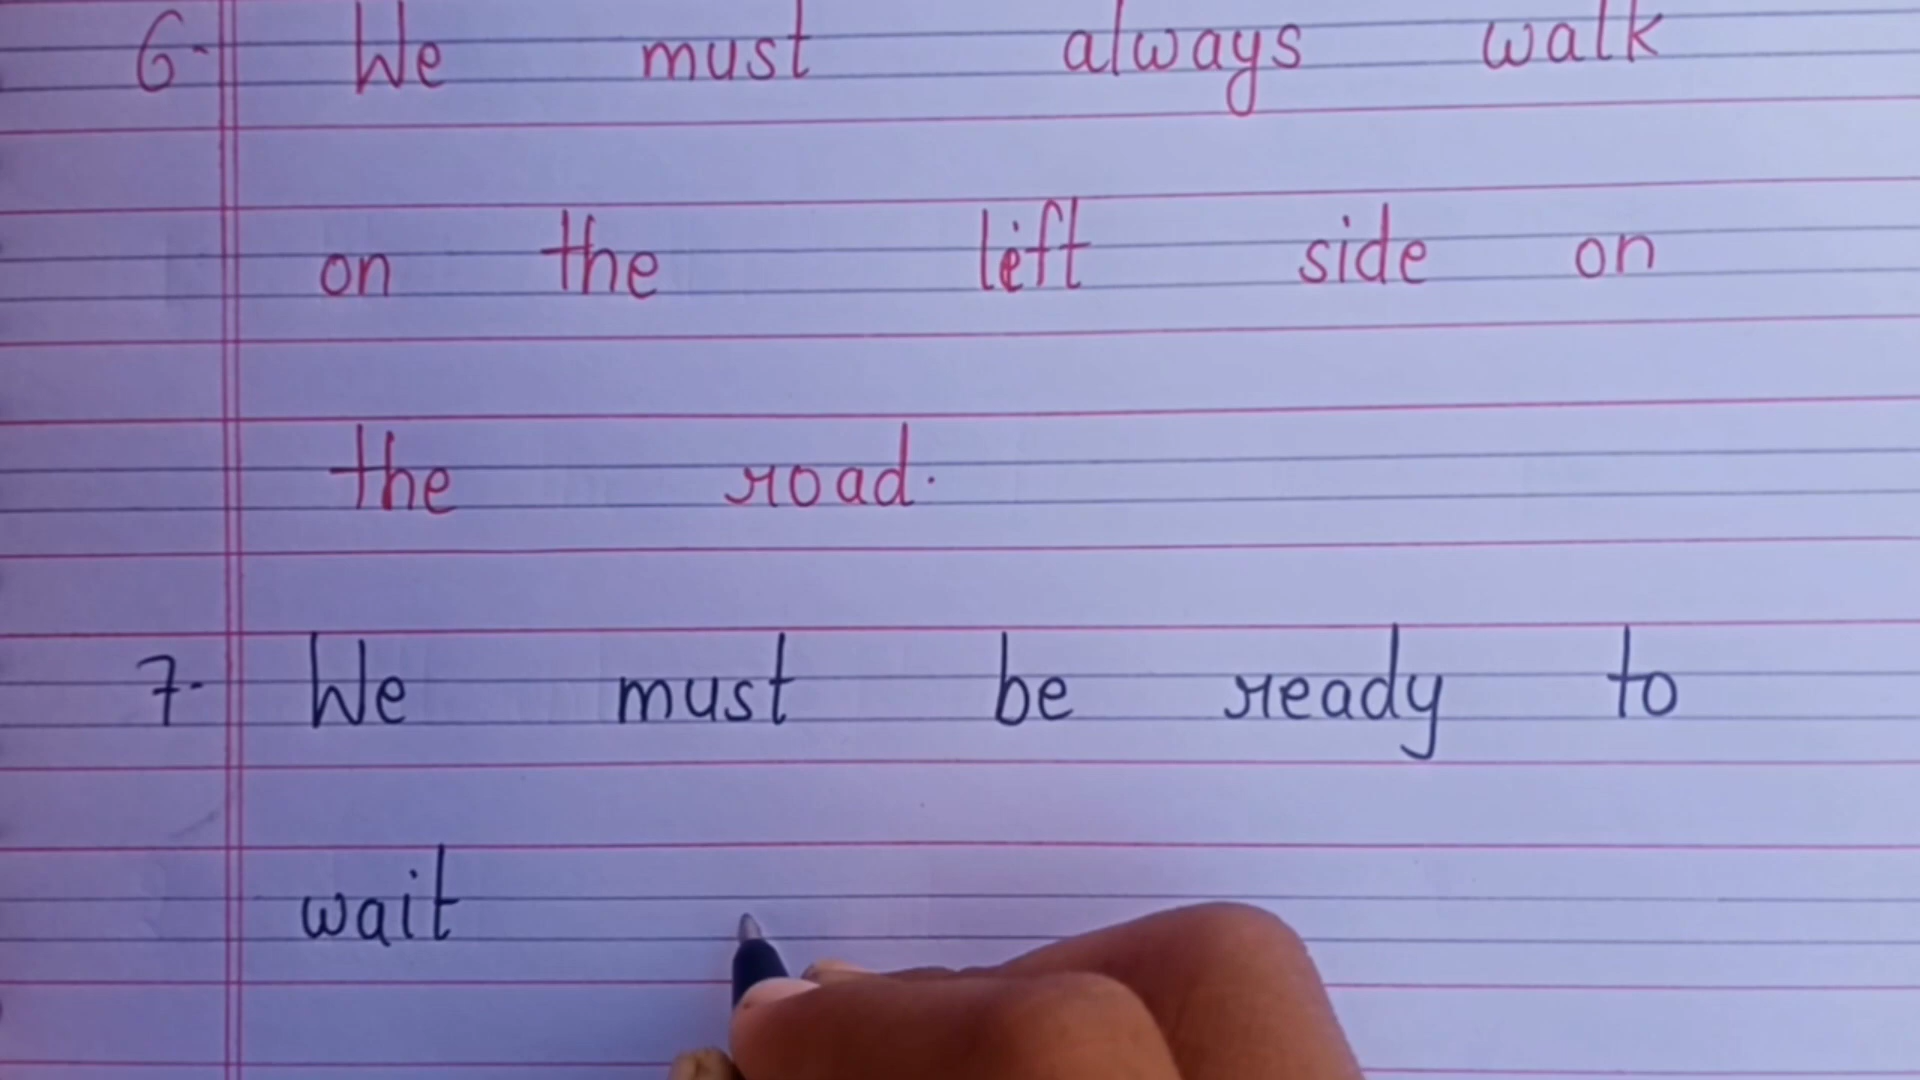 6. We must always walk
on the left side on
the road.
7. We must be ready to
wait